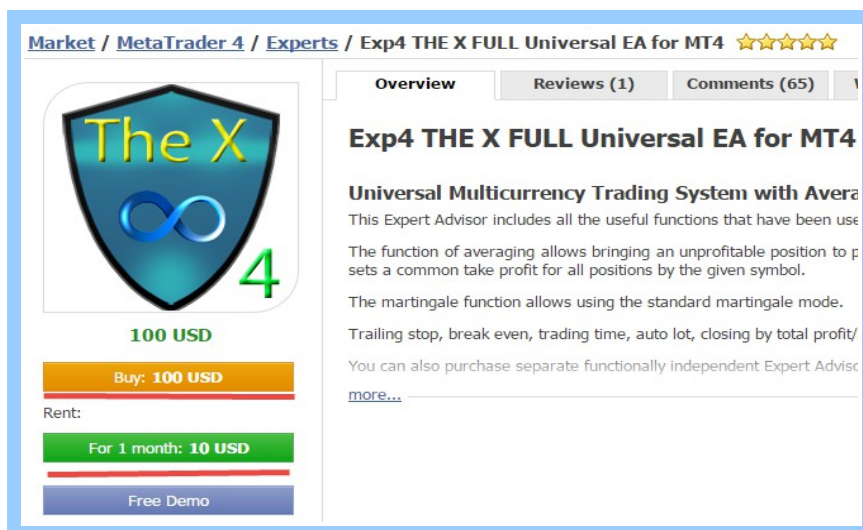 Market / MetaTrader 4 / Experts / Exp4 THE X FULL Universal EA for MT4
Overview
Reviews (1)
Comments (65)
The X
4
100 USD
Buy: 100 USD
Rent:
For 1 month: 10 USD
Free Demo
Exp4 THE X FULL Universal EA for MT4
Universal Multicurrency Trading System with
This Expert Advisor includes all the useful functions that have been
The function of averaging allows bringing an unprofitable position to
sets a common take profit for all positions by the given symbol.
The martingale function allows using the standard martingale mode.
Trailing stop, break even, trading time, auto lot, closing by total profit/
You can also purchase separate functionally independent Expert
more...